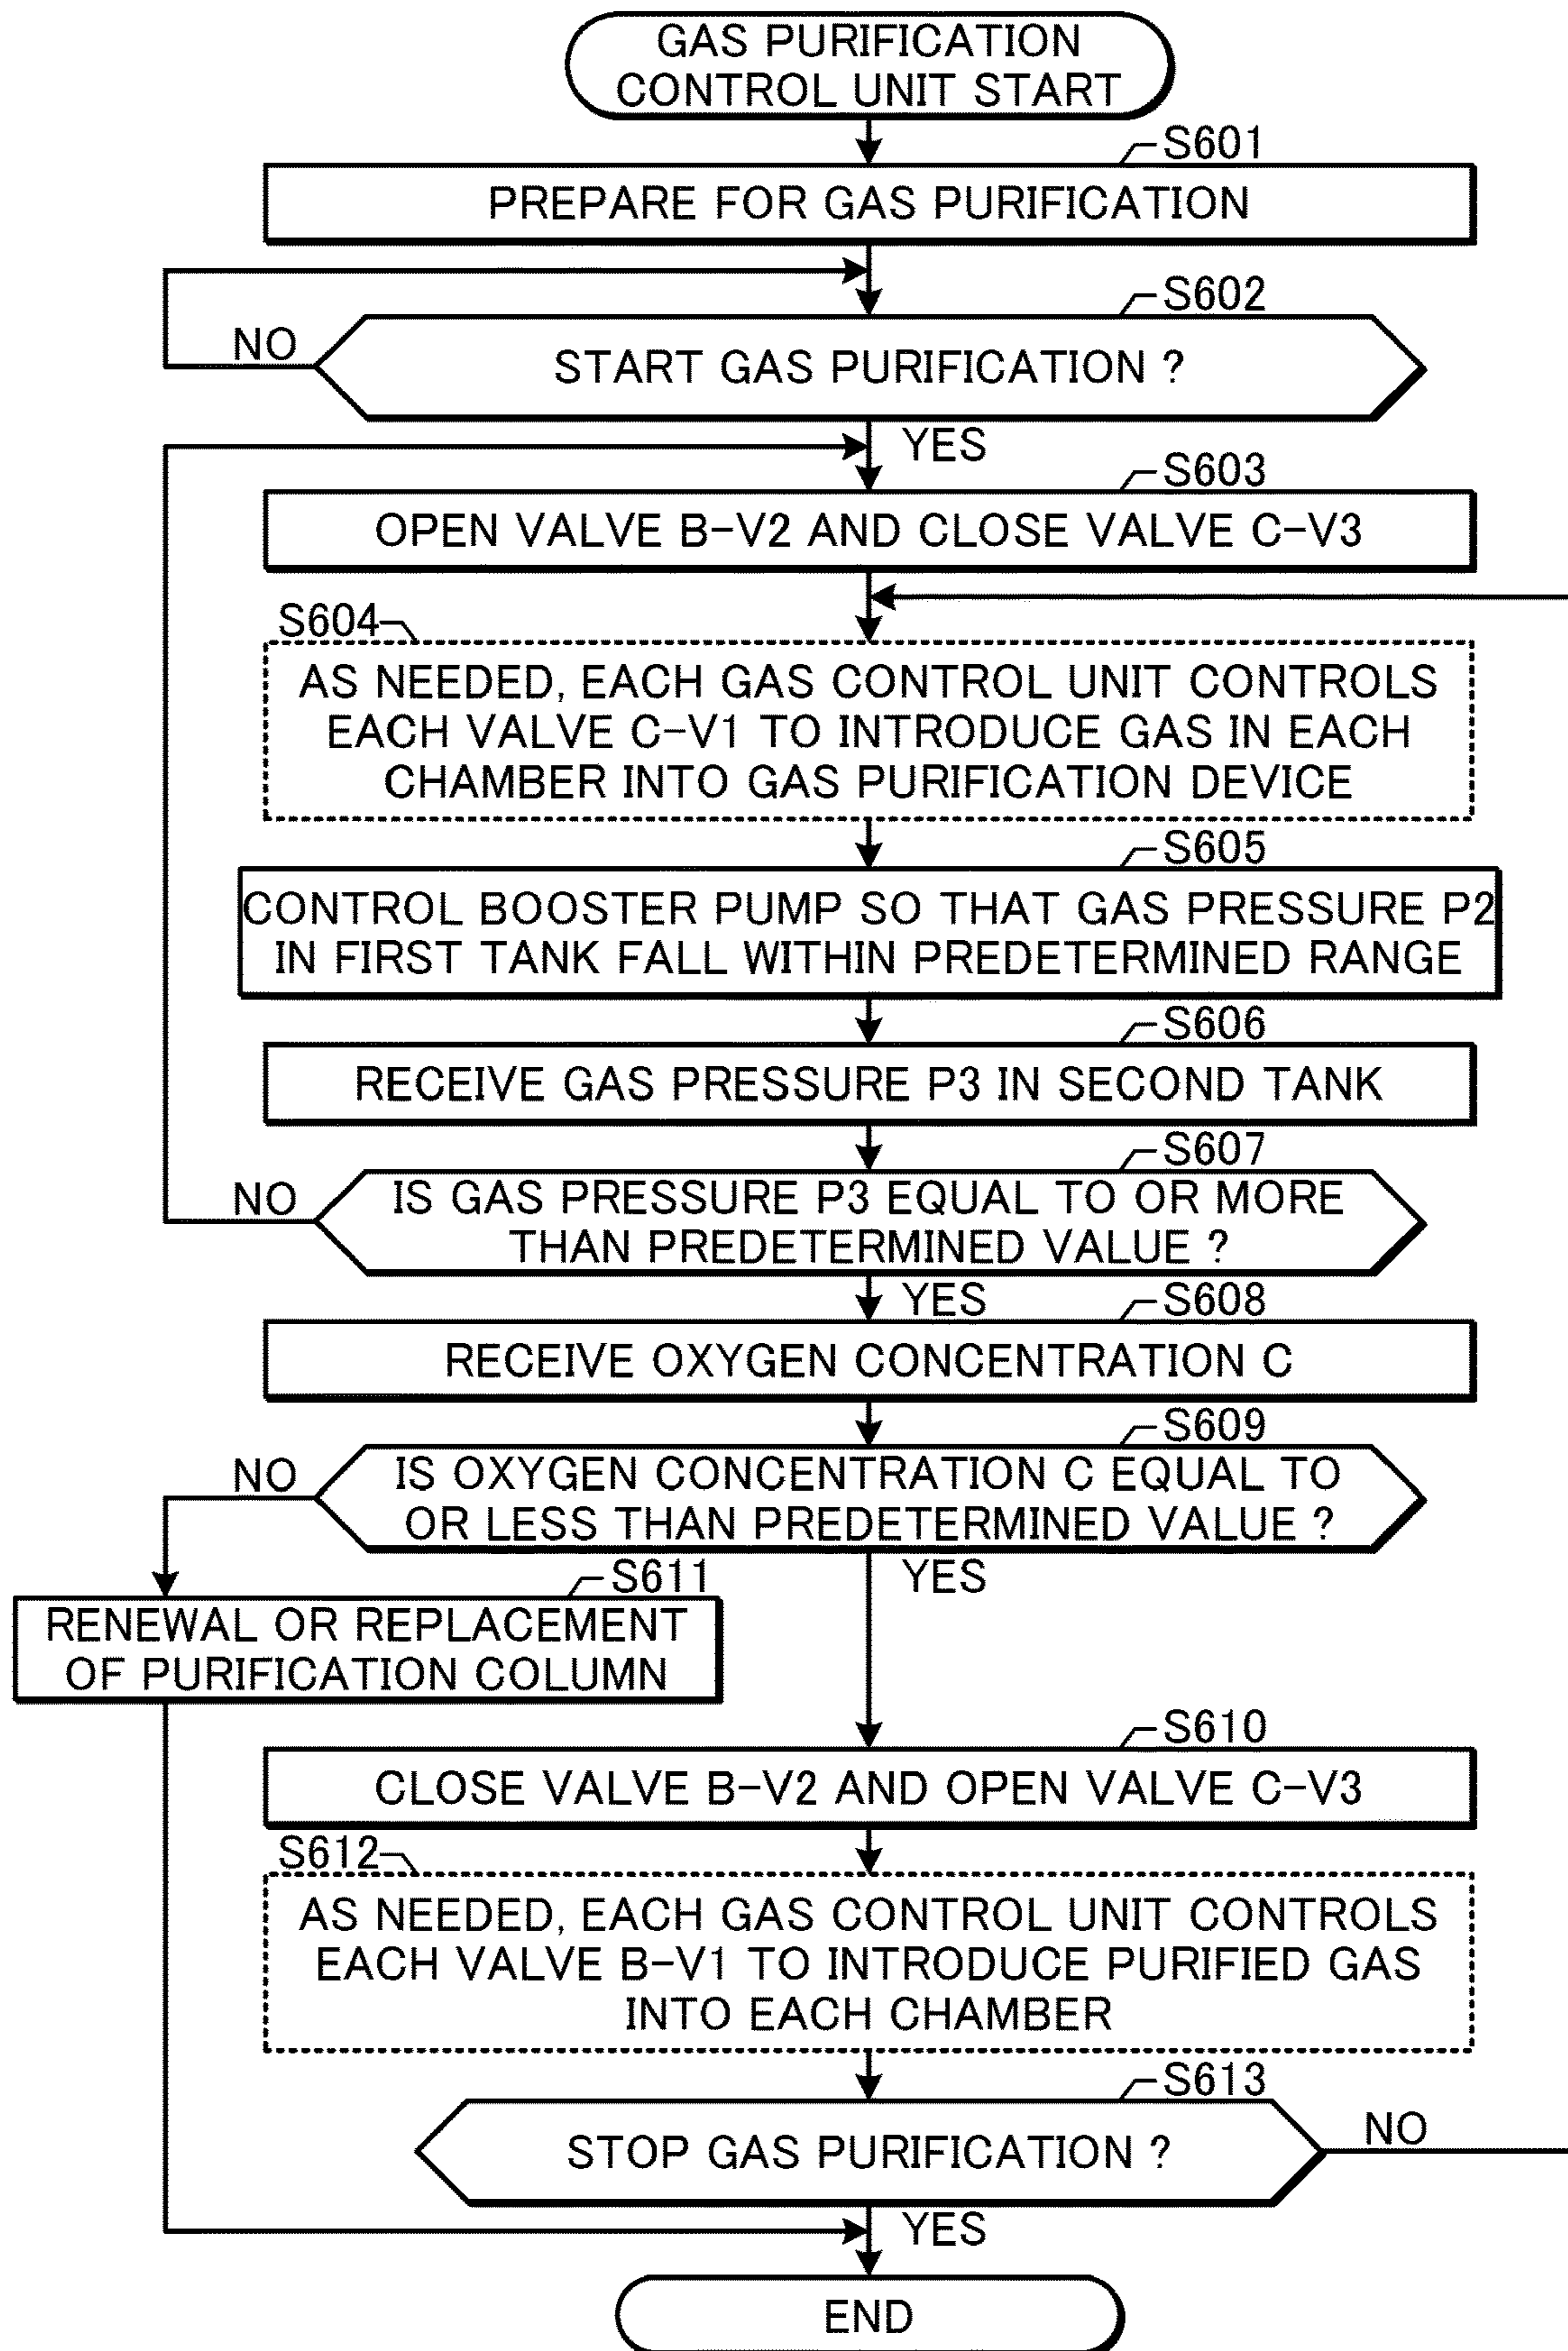 GAS PURIFICATION
CONTROL UNIT START
S601
PREPARE FOR GAS PURIFICATION
S602
NO
START GAS PURIFICATION ?
YES
S603
OPEN VALVE B-V2 AND CLOSE VALVE C-V3
S604
AS NEEDED, EACH GAS CONTROL UNIT CONTROLS
EACH VALVE C-V1 TO INTRODUCE GAS IN EACH
CHAMBER INTO GAS PURIFICATION DEVICE
S605
CONTROL BOOSTER PUMP SO THAT GAS PRESSURE P2
IN FIRST TANK FALL WITHIN PREDETERMINED RANGE
S606
RECEIVE GAS PRESSURE P3 IN SECOND TANK
S607
NO
IS GAS PRESSURE P3 EQUAL TO OR MORE
THAN PREDETERMINED VALUE ?
YES
S608
RECEIVE OXYGEN CONCENTRATION C
S609
NO
IS OXYGEN CONCENTRATION C EQUAL TO
OR LESS THAN PREDETERMINED VALUE ?
YES
S611
RENEWAL OR REPLACEMENT
OF PURIFICATION COLUMN
S610
CLOSE VALVE B-V2 AND OPEN VALVE C-V3
S612
AS NEEDED, EACH GAS CONTROL UNIT CONTROLS
EACH VALVE B-V1 TO INTRODUCE PURIFIED GAS
INTO EACH CHAMBER
S613
STOP GAS PURIFICATION ?
NO
YES
END